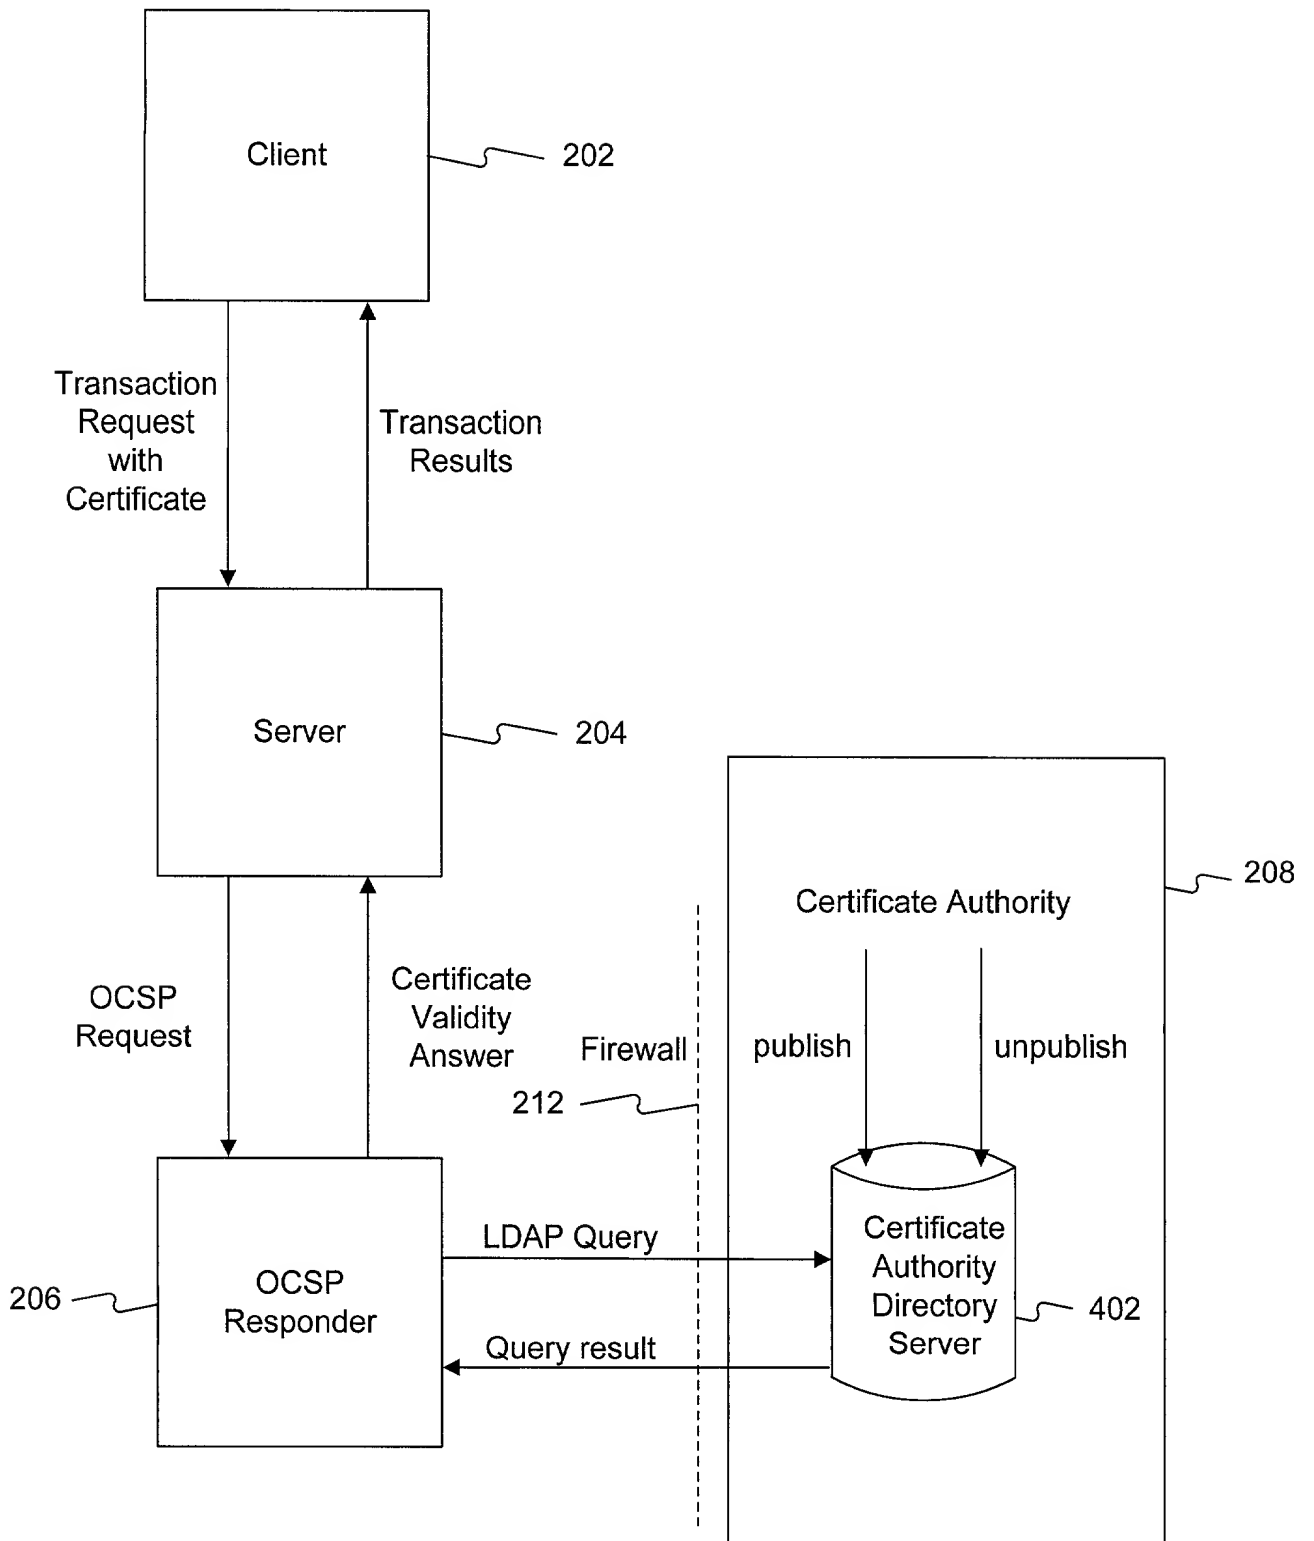 Client
202
Transaction
Request
with
Certificate
Transaction
Results
Server
204
208
Certificate Authority
OCSP
Request
Certificate
Validity
Answer
Firewall
publish
unpublish
212
LDAP Query
Certificate
Authority
Directory
Server
206
OCSP
Responder
402
Query result